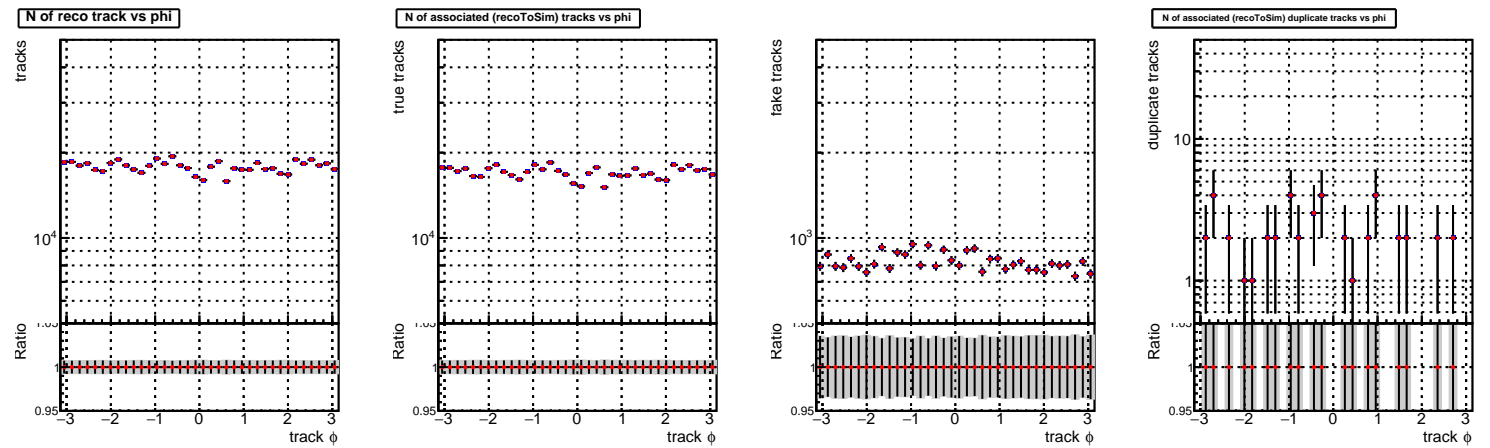 N of reco track vs phi
tracks
10⁴
Ratio
1
0.95
−3 −2 −1 0 1 2 3
track ϕ
N of associated (recoToSim) tracks vs phi
true tracks
10⁴
Ratio
1
0.95
−3 −2 −1 0 1 2 3
track ϕ
fake tracks
10³
Ratio
1
0.95
−3 −2 −1 0 1 2 3
track ϕ
N of associated (recoToSim) duplicate tracks vs phi
duplicate tracks
10
1
Ratio
1
0.95
−3 −2 −1 0 1 2 3
track ϕ